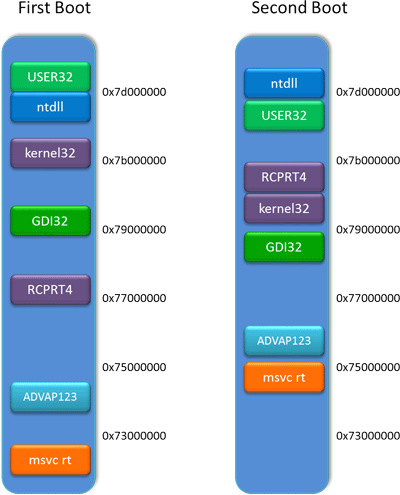 First Boot
USER32
ntdll
kernel32
GDI32
RCPRT4
ADVAP123
msvc rt
0x7d000000
0x7b000000
0x79000000
0x77000000
0x75000000
0x73000000
Second Boot
ntdll
USER32
RCPRT4
kernel32
GDI32
ADVAP123
msvc rt
0x7d000000
0x7b000000
0x79000000
0x77000000
0x75000000
0x73000000